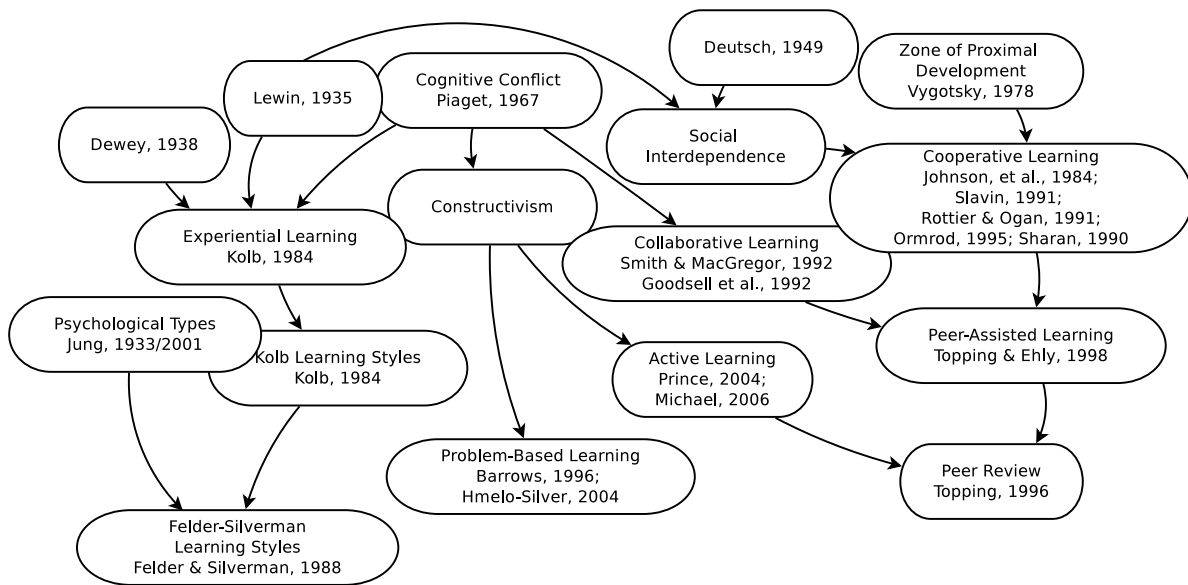 Deutsch, 1949
Zone of Proximal
Development
Vygotsky, 1978
Lewin, 1935
Cognitive Conflict
Piaget, 1967
Dewey, 1938
Social
Interdependence
Cooperative Learning
Johnson, et al., 1984;
Slavin, 1991;
Rottier & Ogan, 1991;
Ormrod, 1995; Sharan, 1990
Constructivism
Experiential Learning
Kolb, 1984
Collaborative Learning
Smith & MacGregor, 1992
Goodsell et al., 1992
Psychological Types
Jung, 1933/2001
Kolb Learning Styles
Kolb, 1984
Peer-Assisted Learning
Topping & Ehly, 1998
Active Learning
Prince, 2004;
Michael, 2006
Problem-Based Learning
Barrows, 1996;
Hmelo-Silver, 2004
Peer Review
Topping, 1996
Felder-Silverman
Learning Styles
Felder & Silverman, 1988